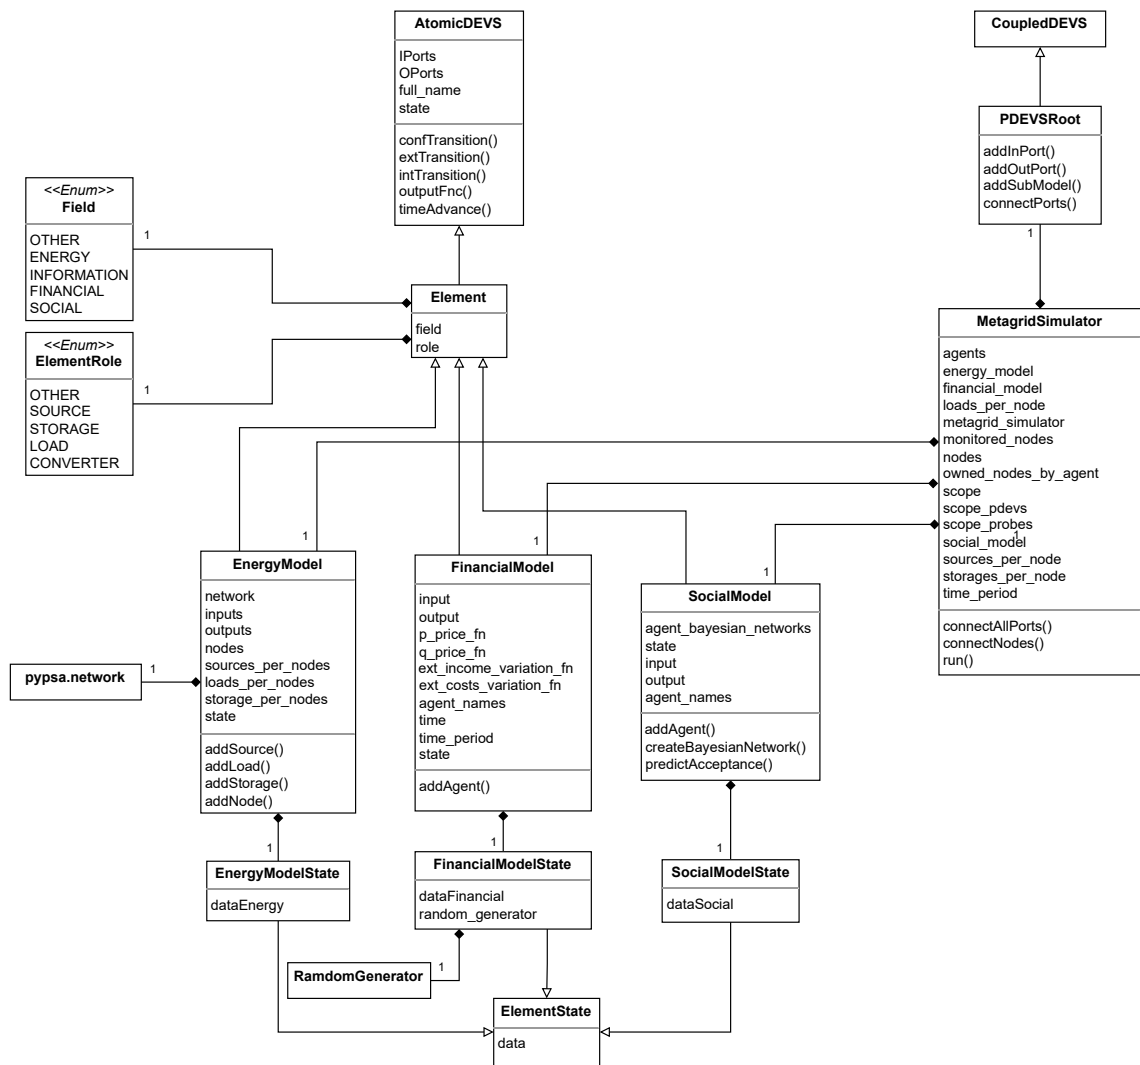 AtomicDEVS
IPorts
OPorts
full_name
state
confTransition()
extTransition()
intTransition()
outputFnc()
timeAdvance()
CoupledDEVS
PDEVSRoot
addInPort()
addOutPort()
addSubModel()
connectPorts()
1
<<Enum>>
Field
OTHER
ENERGY
INFORMATION
FINANCIAL
SOCIAL
1
<<Enum>>
ElementRole
OTHER
SOURCE
STORAGE
LOAD
CONVERTER
1
Element
field
role
MetagridSimulator
agents
energy_model
financial_model
loads_per_node
metagrid_simulator
monitored_nodes
nodes
owned_nodes_by_agent
scope
scope_pdevs
scope_probes
social_model
1
sources_per_node
storages_per_node
time_period
connectAllPorts()
connectNodes()
run()
1
EnergyModel
network
inputs
outputs
nodes
sources_per_nodes
loads_per_nodes
storage_per_nodes
state
addSource()
addLoad()
addStorage()
addNode()
1
FinancialModel
input
output
p_price_fn
q_price_fn
ext_income_variation_fn
ext_costs_variation_fn
agent_names
time
time_period
state
addAgent()
1
SocialModel
agent_bayesian_networks
state
input
output
agent_names
addAgent()
createBayesianNetwork()
predictAcceptance()
pypsa.network
1
1
EnergyModelState
dataEnergy
1
FinancialModelState
dataFinancial
random_generator
1
SocialModelState
dataSocial
RamdomGenerator
1
ElementState
data